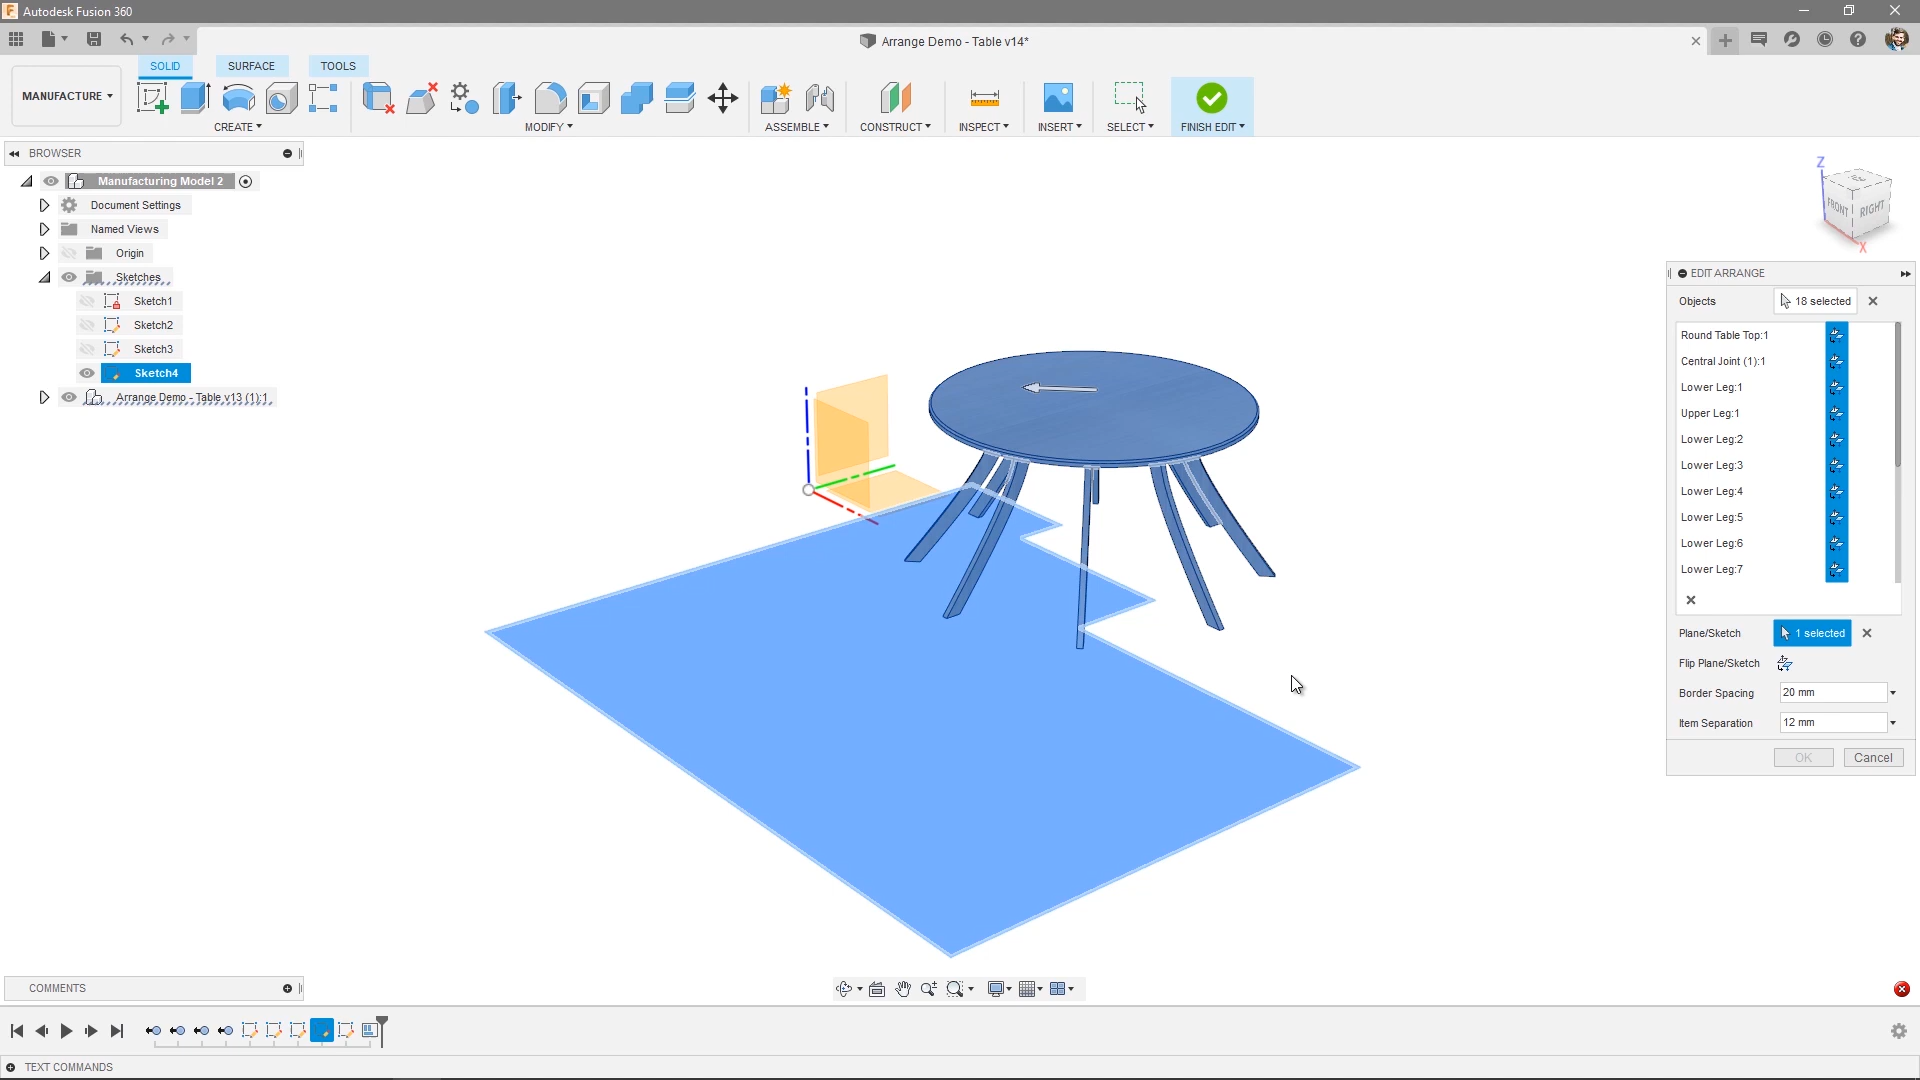 Autodesk Fusion 360
Arrange Demo - Table v14*
SOLID
SURFACE
TOOLS
MANUFACTURE
CREATE
MODIFY
ASSEMBLE
CONSTRUCT
INSPECT
INSERT
SELECT
FINISH EDIT
BROWSER
Manufacturing Model 2
Document Settings
Named Views
Origin
Sketches
Sketch1
Sketch2
Sketch3
Sketch4
Arrange Demo - Table v13 (1):1
Z
TOP
FRONT
RIGHT
X
EDIT ARRANGE
Objects
18 selected
Round Table Top:1
Central Joint (1):1
Lower Leg:1
Upper Leg:1
Lower Leg:2
Lower Leg:3
Lower Leg:4
Lower Leg:5
Lower Leg:6
Lower Leg:7
Plane/Sketch
1 selected
Flip Plane/Sketch
Border Spacing
20 mm
Item Separation
12 mm
OK
Cancel
COMMENTS
TEXT COMMANDS